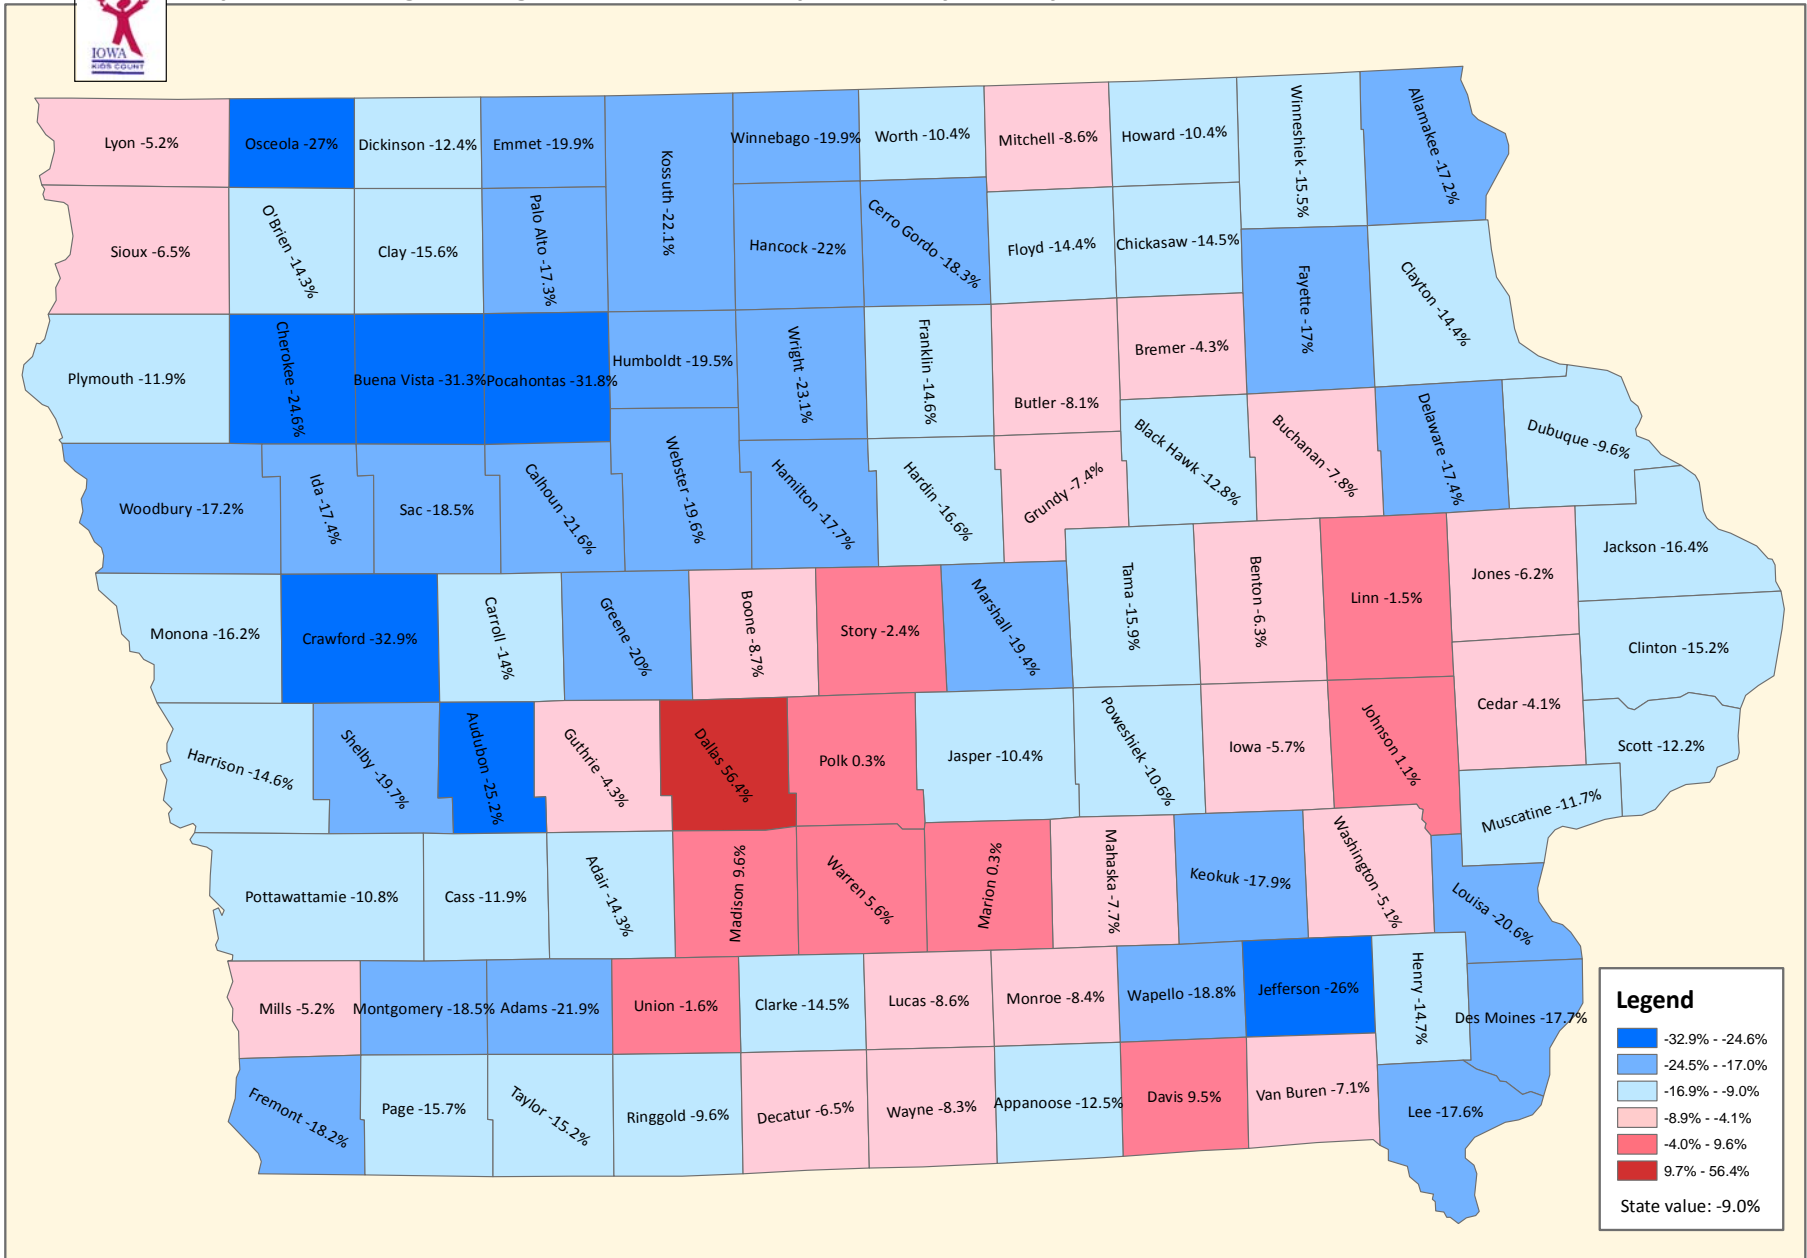 IOWA
KIDS COUNT
Lyon -5.2%
Osceola -27%
Dickinson -12.4%
Emmet -19.9%
Kossuth -22.1%
Winnebago -19.9%
Worth -10.4%
Mitchell -8.6%
Howard -10.4%
Winneshiek -15.5%
Allamakee -17.2%
Sioux -6.5%
O'Brien -14.3%
Clay -15.6%
Palo Alto -17.3%
Hancock -22%
Cerro Gordo -18.3%
Floyd -14.4%
Chickasaw -14.5%
Fayette -17%
Clayton -14.4%
Plymouth -11.9%
Cherokee -24.6%
Buena Vista -31.3%
Pocahontas -31.8%
Humboldt -19.5%
Wright -23.1%
Franklin -14.6%
Butler -8.1%
Bremer -4.3%
Black Hawk -12.8%
Buchanan -7.8%
Delaware -17.4%
Dubuque -9.6%
Woodbury -17.2%
Ida -17.4%
Sac -18.5%
Calhoun -21.6%
Webster -19.6%
Hamilton -17.7%
Hardin -16.6%
Grundy -7.4%
Tama -15.9%
Benton -6.3%
Linn -1.5%
Jones -6.2%
Jackson -16.4%
Monona -16.2%
Crawford -32.9%
Carroll -14%
Greene -20%
Boone -8.7%
Story -2.4%
Marshall -19.4%
Clinton -15.2%
Cedar -4.1%
Harrison -14.6%
Shelby -19.7%
Audubon -25.2%
Guthrie -4.3%
Dallas 56.4%
Polk 0.3%
Jasper -10.4%
Poweshiek -10.6%
Iowa -5.7%
Johnson 1.1%
Scott -12.2%
Muscatine -11.7%
Pottawattamie -10.8%
Cass -11.9%
Adair -14.3%
Madison 9.6%
Warren 5.6%
Marion 0.3%
Mahaska -7.7%
Keokuk -17.9%
Washington -5.1%
Louisa -20.6%
Mills -5.2%
Montgomery -18.5%
Adams -21.9%
Union -1.6%
Clarke -14.5%
Lucas -8.6%
Monroe -8.4%
Wapello -18.8%
Jefferson -26%
Henry -14.7%
Des Moines -17.7%
Fremont -18.2%
Page -15.7%
Taylor -15.2%
Ringgold -9.6%
Decatur -6.5%
Wayne -8.3%
Appanoose -12.5%
Davis 9.5%
Van Buren -7.1%
Lee -17.6%
Legend
-32.9% - -24.6%
-24.5% - -17.0%
-16.9% - -9.0%
-8.9% - -4.1%
-4.0% - 9.6%
9.7% - 56.4%
State value: -9.0%